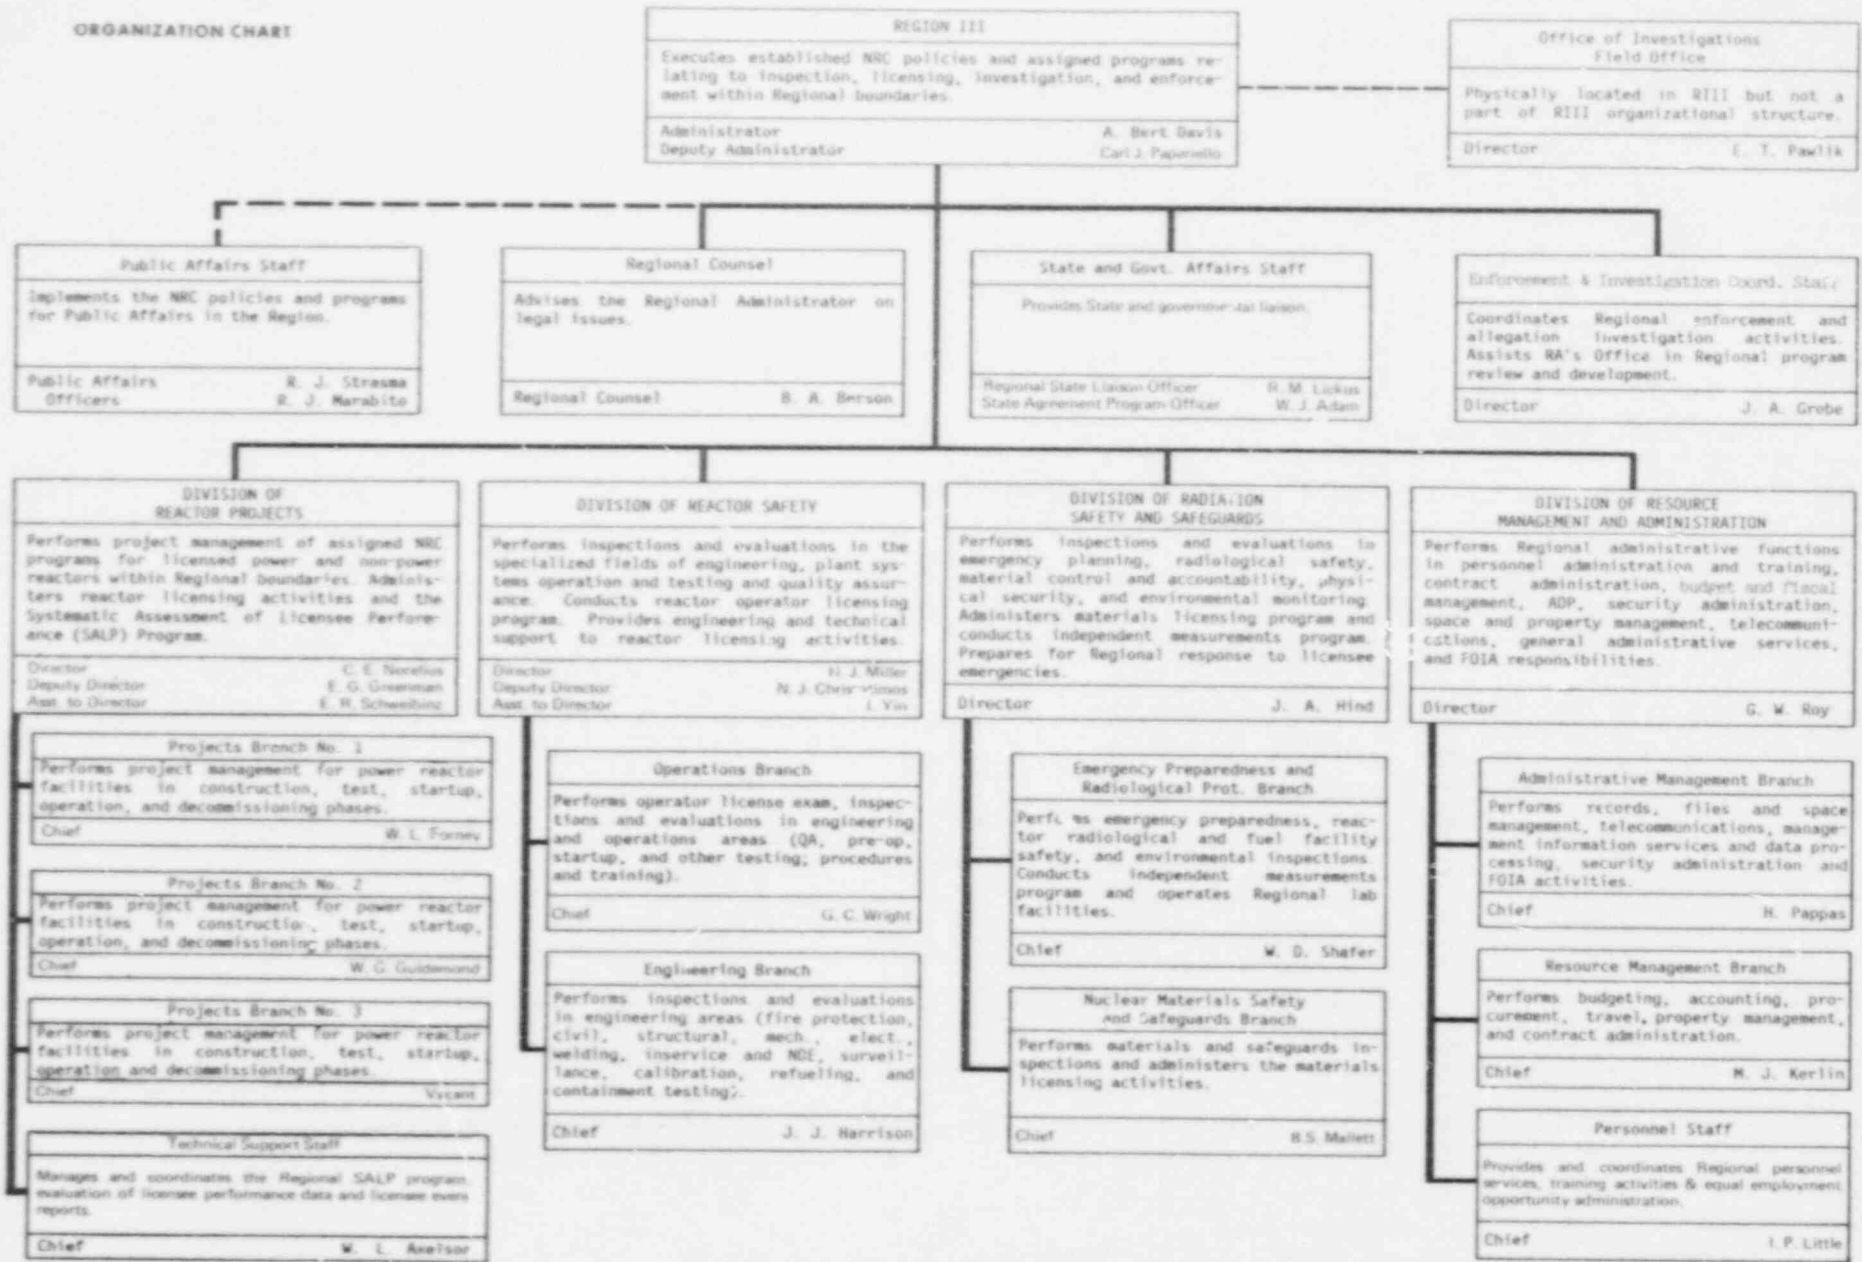 ORGANIZATION CHART
REGION III
Executes established NRC policies and assigned programs re-
lating to inspection, licensing, investigation, and enforce-
ment within Regional boundaries.
Administrator A. Bert Davis
Deputy Administrator Carl J. Paperiello
Office of Investigations
Field Office
Physically located in RIII but not a
part of RIII organizational structure.
Director E. T. Pawlik
Public Affairs Staff
Implements the NRC policies and programs
for Public Affairs in the Region.
Public Affairs R. J. Strasma
Officers R. J. Marabito
Regional Counsel
Advises the Regional Administrator on
legal issues.
Regional Counsel B. A. Berson
State and Govt. Affairs Staff
Provides State and governmental liaison.
Regional State Liaison Officer R. M. Lickus
State Agreement Program Officer W. J. Adam
Enforcement & Investigation Coord. Staff
Coordinates Regional enforcement and
allegation investigation activities.
Assists RA's Office in Regional program
review and development.
Director J. A. Grobe
DIVISION OF
REACTOR PROJECTS
Performs project management of assigned NRC
programs for licensed power and non-power
reactors within Regional boundaries. Adminis-
ters reactor licensing activities and the
Systematic Assessment of Licensee Perform-
ance (SALP) Program.
Director C. E. Norelius
Deputy Director E. G. Greenman
Asst. to Director E. R. Schweibinz
Projects Branch No. 1
Performs project management for power reactor
facilities in construction, test, startup,
operation, and decommissioning phases.
Chief W. L. Forney
Projects Branch No. 2
Performs project management for power reactor
facilities in construction, test, startup,
operation, and decommissioning phases.
Chief W. G. Guldemond
Projects Branch No. 3
Performs project management for power reactor
facilities in construction, test, startup,
operation and decommissioning phases.
Chief Vacant
Technical Support Staff
Manages and coordinates the Regional SALP program,
evaluation of licensee performance data and licensee event
reports.
Chief W. L. Axelsor
DIVISION OF REACTOR SAFETY
Performs inspections and evaluations in the
specialized fields of engineering, plant sys-
tems operation and testing and quality assur-
ance. Conducts reactor operator licensing
program. Provides engineering and technical
support to reactor licensing activities.
Director H. J. Miller
Deputy Director N. J. Chrissotimos
Asst. to Director I. Yin
Operations Branch
Performs operator license exam, inspec-
tions and evaluations in engineering
and operations areas (QA, pre-op,
startup, and other testing; procedures
and training).
Chief G. C. Wright
Engineering Branch
Performs inspections and evaluations
in engineering areas (fire protection,
civil, structural, mech., elect.,
welding, inservice and NDE, surveil-
lance, calibration, refueling, and
containment testing).
Chief J. J. Harrison
DIVISION OF RADIATION
SAFETY AND SAFEGUARDS
Performs inspections and evaluations in
emergency planning, radiological safety,
material control and accountability, physi-
cal security, and environmental monitoring.
Administers materials licensing program and
conducts independent measurements program.
Prepares for Regional response to licensee
emergencies.
Director J. A. Hind
Emergency Preparedness and
Radiological Prot. Branch
Performs emergency preparedness, reac-
tor radiological and fuel facility
safety, and environmental inspections.
Conducts independent measurements
program and operates Regional lab
facilities.
Chief W. D. Shafer
Nuclear Materials Safety
and Safeguards Branch
Performs materials and safeguards in-
spections and administers the materials
licensing activities.
Chief B.S. Mallett
DIVISION OF RESOURCE
MANAGEMENT AND ADMINISTRATION
Performs Regional administrative functions
in personnel administration and training,
contract administration, budget and fiscal
management, ADP, security administration,
space and property management, telecommuni-
cations, general administrative services,
and FOIA responsibilities.
Director G. W. Roy
Administrative Management Branch
Performs records, files and space
management, telecommunications, manage-
ment information services and data pro-
cessing, security administration and
FOIA activities.
Chief H. Pappas
Resource Management Branch
Performs budgeting, accounting, pro-
curement, travel, property management,
and contract administration.
Chief M. J. Kerlin
Personnel Staff
Provides and coordinates Regional personnel
services, training activities & equal employment
opportunity administration.
Chief I. P. Little